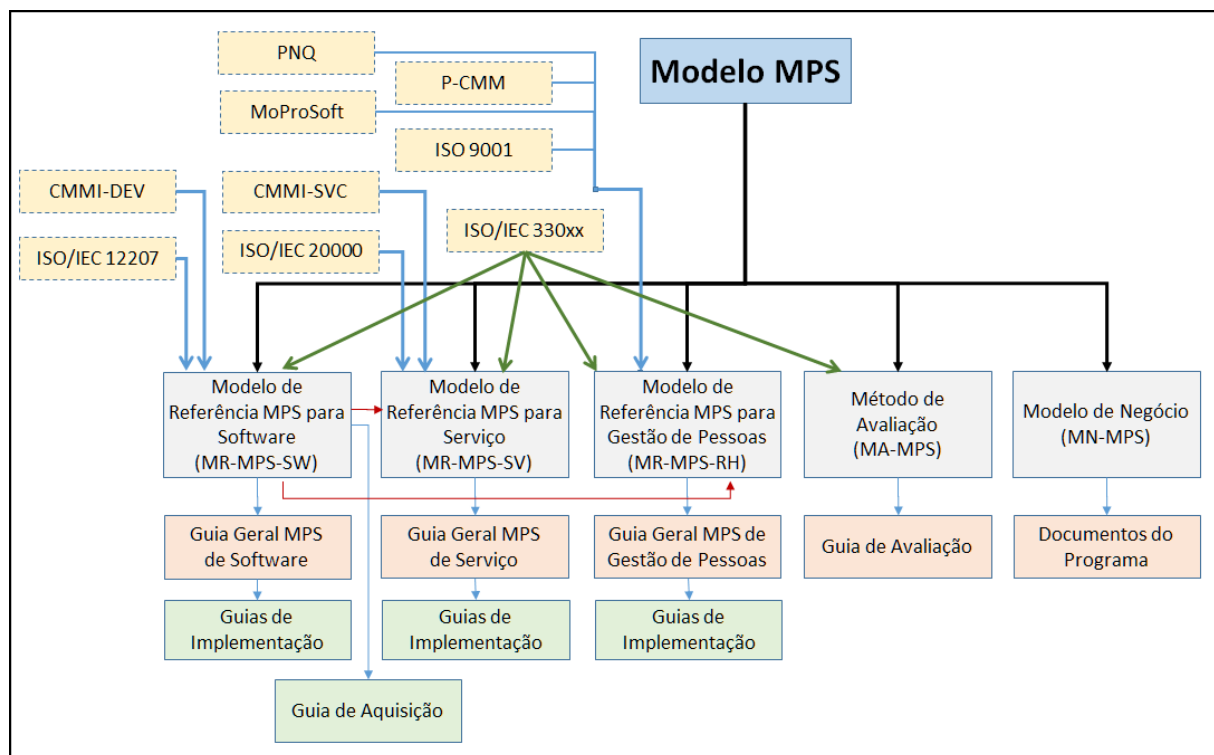 PNQ
Modelo MPS
P-CMM
MoProSoft
ISO 9001
CMMI-DEV
CMMI-SVC
ISO/IEC 330xx
ISO/IEC 12207
ISO/IEC 20000
Modelo de
Referência MPS para
Software
(MR-MPS-SW)
Modelo de
Referência MPS para
Serviço
(MR-MPS-SV)
Modelo de
Referência MPS para
Gestão de Pessoas
(MR-MPS-RH)
Método de
Avaliação
(MA-MPS)
Modelo de Negócio
(MN-MPS)
Guia Geral MPS
de Software
Guia Geral MPS
de Serviço
Guia Geral MPS de
Gestão de Pessoas
Guia de Avaliação
Documentos do
Programa
Guias de
Implementação
Guias de
Implementação
Guias de
Implementação
Guia de Aquisição